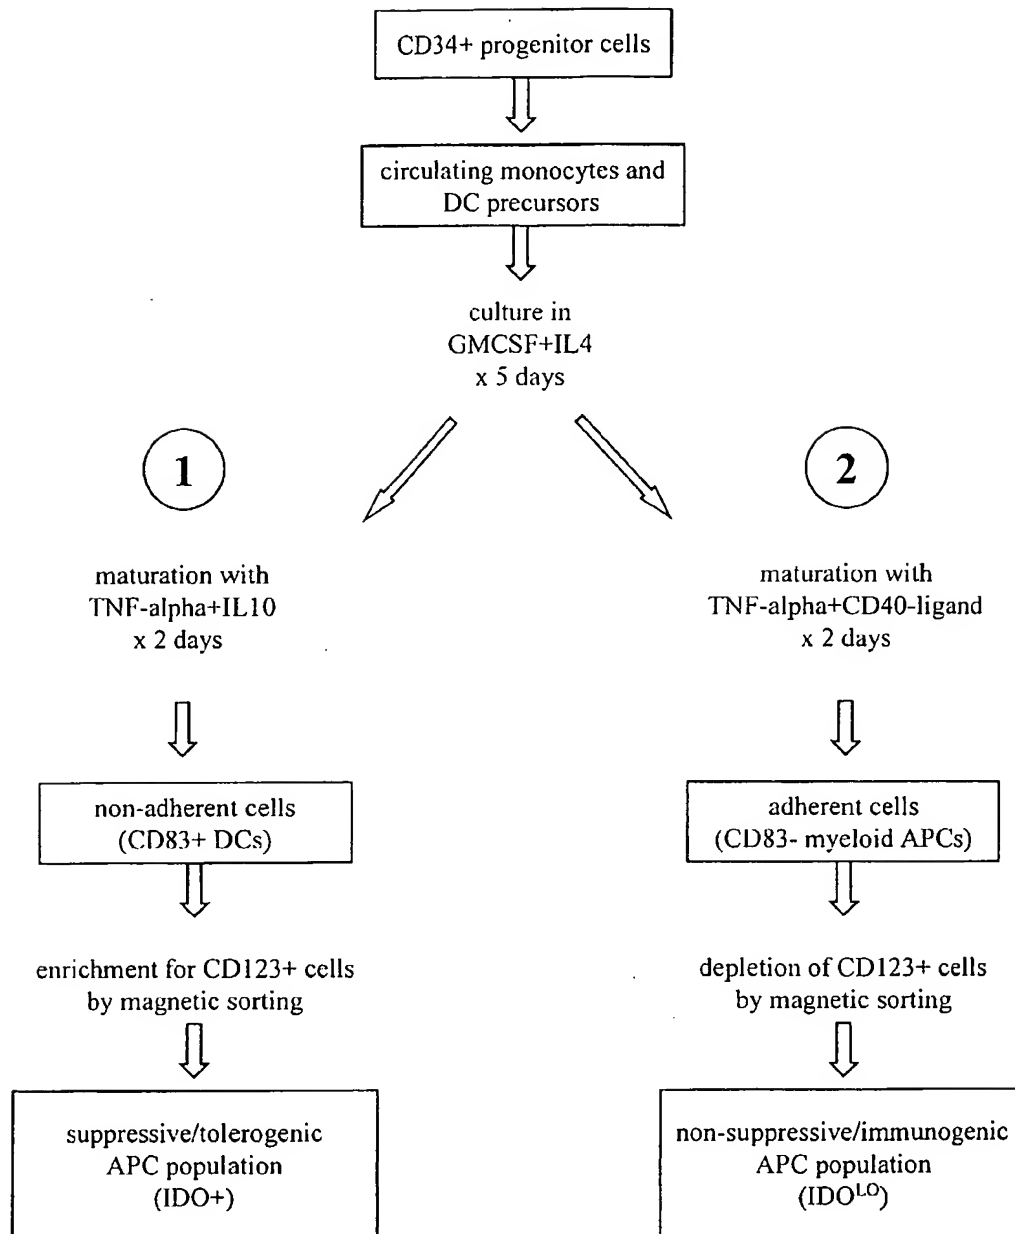 CD34+ progenitor cells
circulating monocytes and
DC precursors
culture in
GMCSF+IL4
x 5 days
1
maturation with
TNF-alpha+IL10
x 2 days
non-adherent cells
(CD83+ DCs)
enrichment for CD123+ cells
by magnetic sorting
suppressive/tolerogenic
APC population
(IDO+)
2
maturation with
TNF-alpha+CD40-ligand
x 2 days
adherent cells
(CD83- myeloid APCs)
depletion of CD123+ cells
by magnetic sorting
non-suppressive/immunogenic
APC population
(IDO^LO)